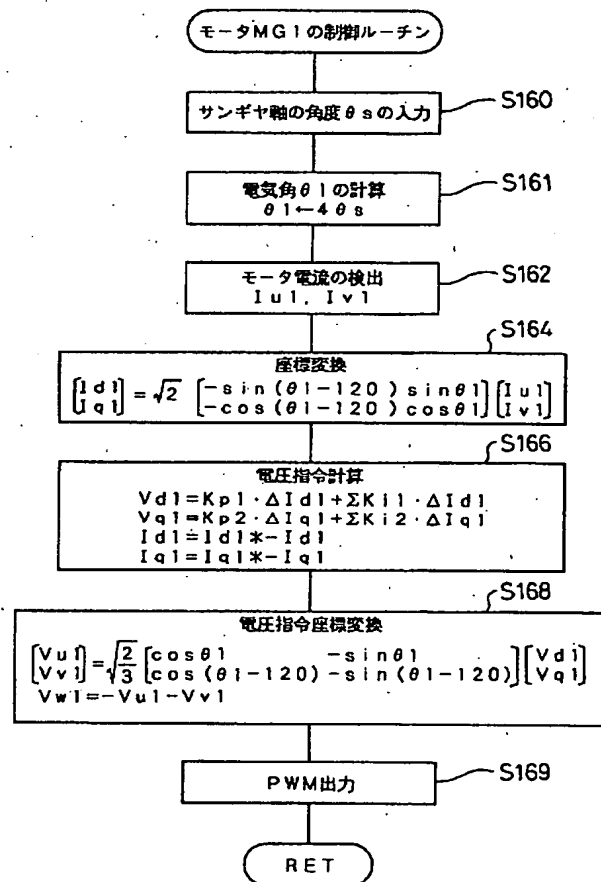 モータMG1の制御ルーチン
サンギヤ軸の角度θsの入力
S160
電気角θ1の計算
θ1←4θs
S161
モータ電流の検出
Iu1, Iv1
S162
S164
座標変換
[Id1] = √2 [-sin(θ1-120) sinθ1] [Iu1]
[Iq1] [-cos(θ1-120) cosθ1] [Iv1]
S166
電圧指令計算
Vd1=Kp1・ΔId1+ΣKi1・ΔId1
Vq1=Kp2・ΔIq1+ΣKi2・ΔIq1
Id1=Id1*-Id1
Iq1=Iq1*-Iq1
S168
電圧指令座標変換
[Vu1] = √2/3 [cosθ1 -sinθ1] [Vd1]
[Vv1] [cos(θ1-120) -sin(θ1-120)] [Vq1]
Vw1=-Vu1-Vv1
PWM出力
S169
RET